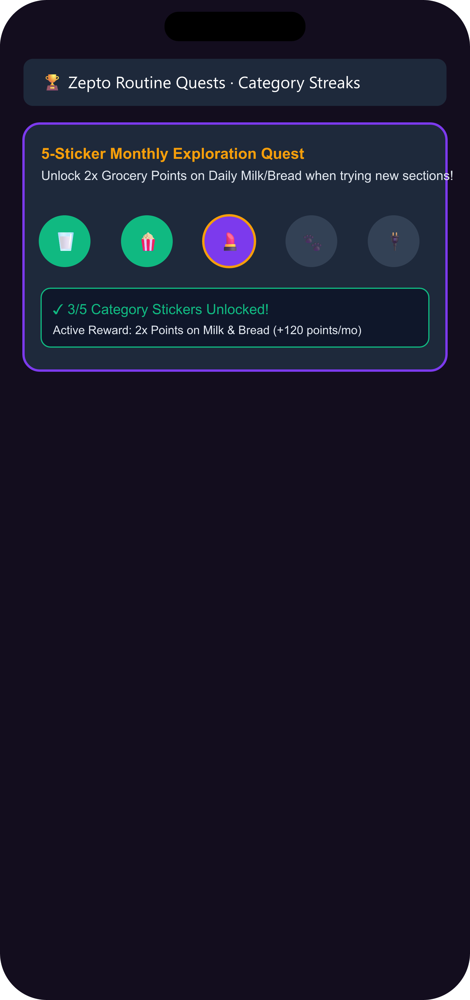 🏆 Zepto Routine Quests · Category Streaks
5-Sticker Monthly Exploration Quest
Unlock 2x Grocery Points on Daily Milk/Bread when trying new sections!
✓ 3/5 Category Stickers Unlocked!
Active Reward: 2x Points on Milk & Bread (+120 points/mo)